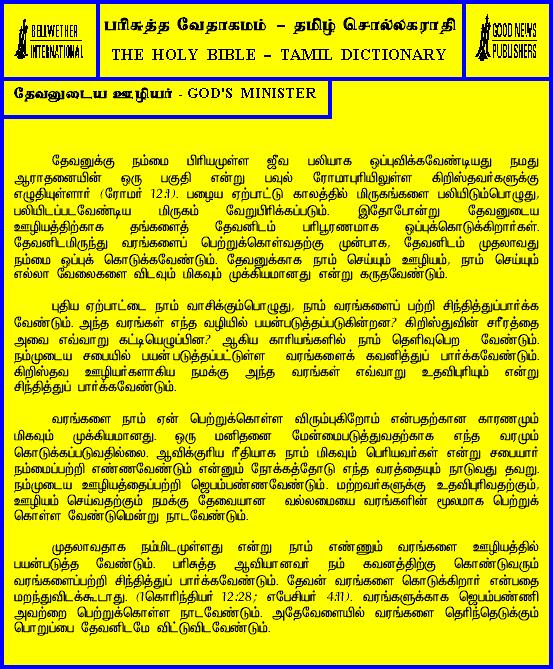 BELLWETHER
INTERNATIONAL
பரிசுத்த வேதாகமம் – தமிழ் சொல்லகராதி
THE HOLY BIBLE – TAMIL DICTIONARY
GOOD NEWS
PUBLISHERS
தேவனுடைய ஊழியர் - GOD'S MINISTER
தேவனுக்கு நம்மை பிரியமுள்ள ஜீவ பலியாக ஒப்புவிக்கவேண்டியது நமது
ஆராதனையின் ஒரு பகுதி என்று பவுல் ரோமாபுரியிலுள்ள கிறிஸ்தவர்களுக்கு
எழுதியுள்ளார் (ரோமர் 12:1). பழைய ஏற்பாட்டு காலத்தில் மிருகங்களை பலியிடும்பொழுது,
பலியிடப்படவேண்டிய மிருகம் வேறுபிரிக்கப்படும். இதோபோன்று தேவனுடைய
ஊழியத்திற்காக தங்களைத் தேவனிடம் பரிபூரணமாக ஒப்புக்கொடுக்கிறார்கள்.
தேவனிடமிருந்து வரங்களைப் பெற்றுக்கொள்வதற்கு முன்பாக, தேவனிடம் முதலாவது
நம்மை ஒப்புக் கொடுக்கவேண்டும். தேவனுக்காக நாம் செய்யும் ஊழியம், நாம் செய்யும்
எல்லா வேலைகளை விடவும் மிகவும் முக்கியமானது என்று கருதவேண்டும்.
புதிய ஏற்பாட்டை நாம் வாசிக்கும்பொழுது, நாம் வரங்களைப் பற்றி சிந்தித்துப்பார்க்க
வேண்டும். அந்த வரங்கள் எந்த வழியில் பயன்படுத்தப்படுகின்றன? கிறிஸ்துவின் சரீரத்தை
அவை எவ்வாறு கட்டியெழுப்பின? ஆகிய காரியங்களில் நாம் தெளிவுபெற வேண்டும்.
நம்முடைய சபையில் பயன்படுத்தப்பட்டுள்ள வரங்களைக் கவனித்துப் பார்க்கவேண்டும்.
கிறிஸ்தவ ஊழியர்களாகிய நமக்கு அந்த வரங்கள் எவ்வாறு உதவிபுரியும் என்று
சிந்தித்துப் பார்க்கவேண்டும்.
வரங்களை நாம் ஏன் பெற்றுக்கொள்ள விரும்புகிறோம் என்பதற்கான காரணமும்
மிகவும் முக்கியமானது. ஒரு மனிதனை மேன்மைபடுத்துவதற்காக எந்த வரமும்
கொடுக்கப்படுவதில்லை. ஆவிக்குரிய ரீதியாக நாம் மிகவும் பெரியவர்கள் என்று சபையார்
நம்மைப்பற்றி எண்ணவேண்டும் என்னும் நோக்கத்தோடு எந்த வரத்தையும் நாடுவது தவறு.
நம்முடைய ஊழியத்தைப்பற்றி ஜெபம்பண்ணவேண்டும். மற்றவர்களுக்கு உதவிபுரிவதற்கும்,
ஊழியம் செய்வதற்கும் நமக்கு தேவையான வல்லமையை வரங்களின் மூலமாக பெற்றுக்
கொள்ள வேண்டுமென்று நாடவேண்டும்.
முதலாவதாக நம்மிடமுள்ளது என்று நாம் எண்ணும் வரங்களை ஊழியத்தில்
பயன்படுத்த வேண்டும். பரிசுத்த ஆவியானவர் நம் கவனத்திற்கு கொண்டுவரும்
வரங்களைப்பற்றி சிந்தித்துப் பார்க்கவேண்டும். தேவன் வரங்களை கொடுக்கிறார் என்பதை
மறந்துவிடக்கூடாது. (1கொரிந்தியர் 12:28; எபேசியர் 4:11). வரங்களுக்காக ஜெபம்பண்ணி
அவற்றை பெற்றுக்கொள்ள நாடவேண்டும். அதேவேளையில் வரங்களை தெரிந்தெடுக்கும்
பொறுப்பை தேவனிடமே விட்டுவிடவேண்டும்.